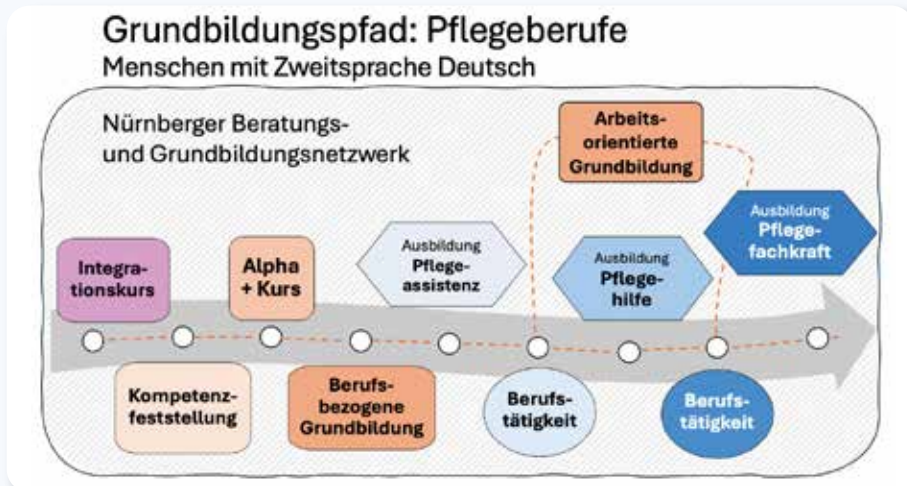 Grundbildungspfad: Pflegeberufe
Menschen mit Zweitsprache Deutsch
Nürnberger Beratungs-
und Grundbildungsnetzwerk
Arbeits-
orientierte
Grundbildung
Integra-
tionskurs
Alpha
+ Kurs
Ausbildung
Pflege-
assistenz
Ausbildung
Pflege-
hilfe
Ausbildung
Pflege-
fachkraft
Kompetenz-
feststellung
Berufs-
bezogene
Grundbildung
Berufs-
tätigkeit
Berufs-
tätigkeit